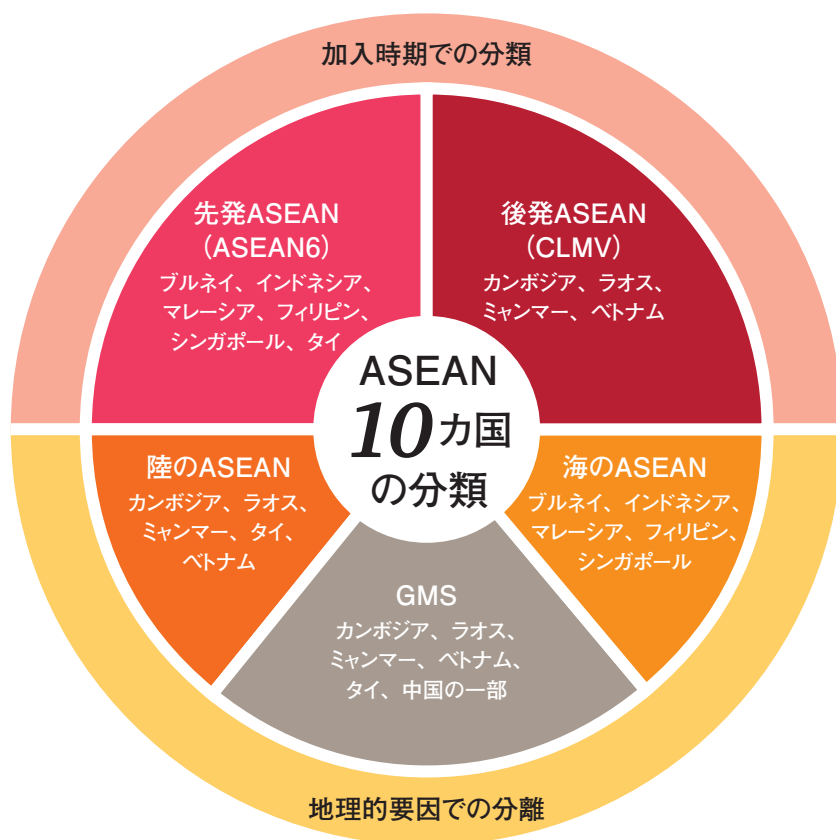 加入時期での分類
先発ASEAN
（ASEAN6）
ブルネイ、インドネシア、
マレーシア、フィリピン、
シンガポール、タイ
後発ASEAN
（CLMV）
カンボジア、ラオス、
ミャンマー、ベトナム
ASEAN
10カ国
の分類
陸のASEAN
カンボジア、ラオス、
ミャンマー、タイ、
ベトナム
海のASEAN
ブルネイ、インドネシア、
マレーシア、フィリピン、
シンガポール
GMS
カンボジア、ラオス、
ミャンマー、ベトナム、
タイ、中国の一部
地理的要因での分離